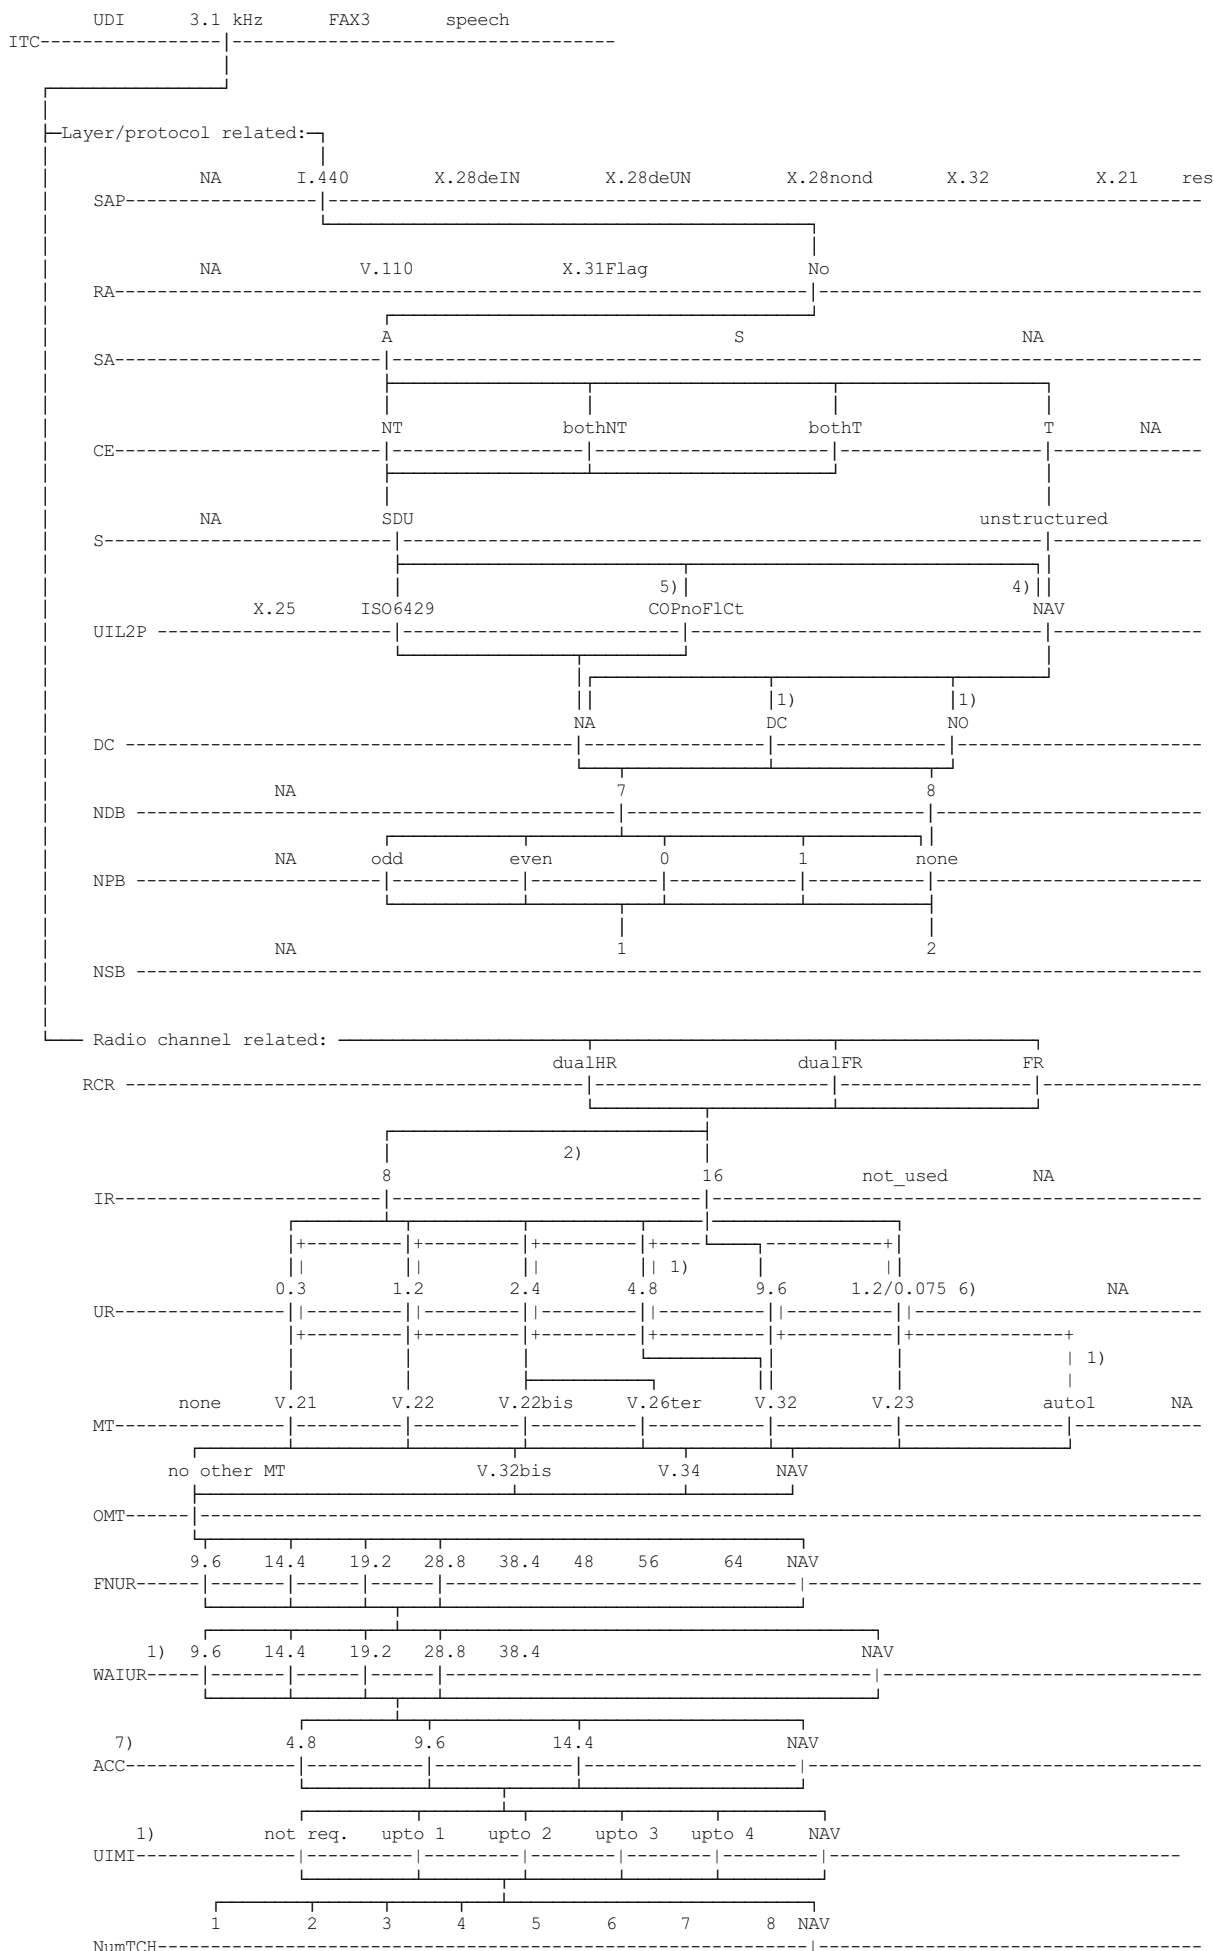 UDI 3.1 kHz FAX3 speech
ITC
Layer/protocol related:
NA I.440 X.28deIN X.28deUN X.28nond X.32 X.21 res
SAP
NA V.110 X.31Flag No
RA
A S NA
SA
NT bothNT bothT T NA
CE
NA SDU unstructured
S
5) 4)
X.25 ISO6429 COPnoFlCt NAV
UIL2P
1) 1)
NA DC NO
DC
NA 7 8
NDB
NA odd even 0 1 none
NPB
NA 1 2
NSB
Radio channel related:
dualHR dualFR FR
RCR
2)
8 16 not_used NA
IR
1)
0.3 1.2 2.4 4.8 9.6 1.2/0.075 6) NA
UR
1)
none V.21 V.22 V.22bis V.26ter V.32 V.23 auto1 NA
MT
no other MT V.32bis V.34 NAV
OMT
9.6 14.4 19.2 28.8 38.4 48 56 64 NAV
FNUR
1) 9.6 14.4 19.2 28.8 38.4 NAV
WAIUR
7) 4.8 9.6 14.4 NAV
ACC
1) not req. upto 1 upto 2 upto 3 upto 4 NAV
UIMI
1 2 3 4 5 6 7 8 NAV
NumTCH